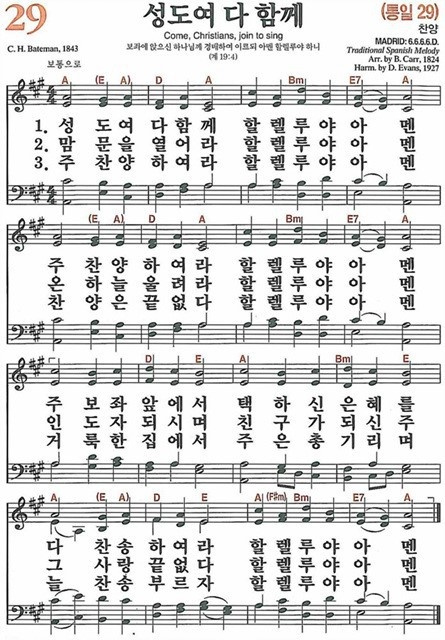 29
성도여 다 함께
(통일 29)
Come, Christians, join to sing
찬양
C. H. Bateman, 1843
보좌에 앉으신 하나님께 경배하여 이르되 아멘 할렐루야 하니
(계 19:4)
MADRID: 6.6.6.6.D.
Traditional Spanish Melody
Arr. by B. Carr, 1824
Harm. by D. Evans, 1927
보통으로
A (E A) D A Bm E7 A
1. 성 도 여 다 함 께 할 렐 루 야 아 멘
2. 맘 문 을 열 어 라 할 렐 루 야 아 멘
3. 주 찬 양 하 여 라 할 렐 루 야 아 멘
(E A) D A Bm E7 A
주 찬 양 하 여 라 할 렐 루 야 아 멘
온 하 늘 울 려 라 할 렐 루 야 아 멘
찬 양 은 끝 없 다 할 렐 루 야 아 멘
D E A Bm E
주 보 좌 앞 에 서 택 하 신 은 혜 를
인 도 자 되 시 며 친 구 가 되 신 주
거 룩 한 집 에 서 주 은 총 기 리 며
A (E A) D E A (F#m) Bm E7 A
다 찬 송 하 여 라 할 렐 루 야 아 멘
그 사 랑 끝 없 다 할 렐 루 야 아 멘
늘 찬 송 부 르 자 할 렐 루 야 아 멘